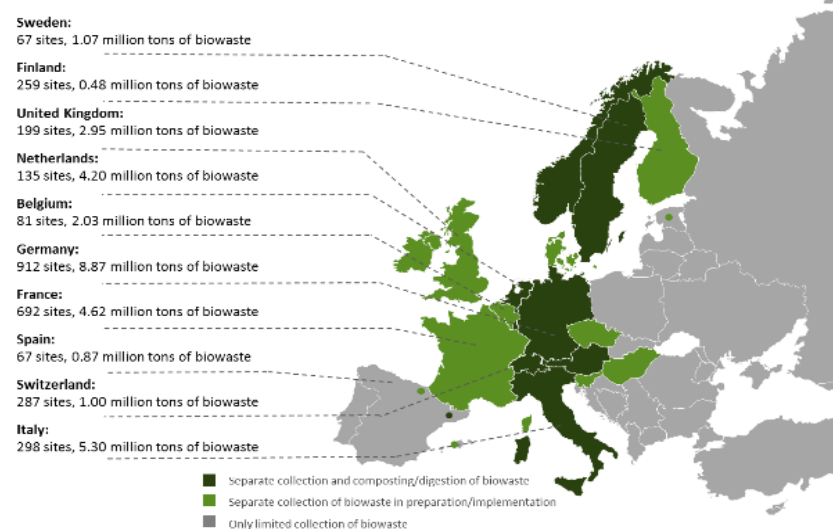 Sweden:
67 sites, 1.07 million tons of biowaste
Finland:
259 sites, 0.48 million tons of biowaste
United Kingdom:
199 sites, 2.95 million tons of biowaste
Netherlands:
135 sites, 4.20 million tons of biowaste
Belgium:
81 sites, 2.03 million tons of biowaste
Germany:
912 sites, 8.87 million tons of biowaste
France:
692 sites, 4.62 million tons of biowaste
Spain:
67 sites, 0.87 million tons of biowaste
Switzerland:
287 sites, 1.00 million tons of biowaste
Italy:
298 sites, 5.30 million tons of biowaste
Separate collection and composting/digestion of biowaste
Separate collection of biowaste in preparation/implementation
Only limited collection of biowaste